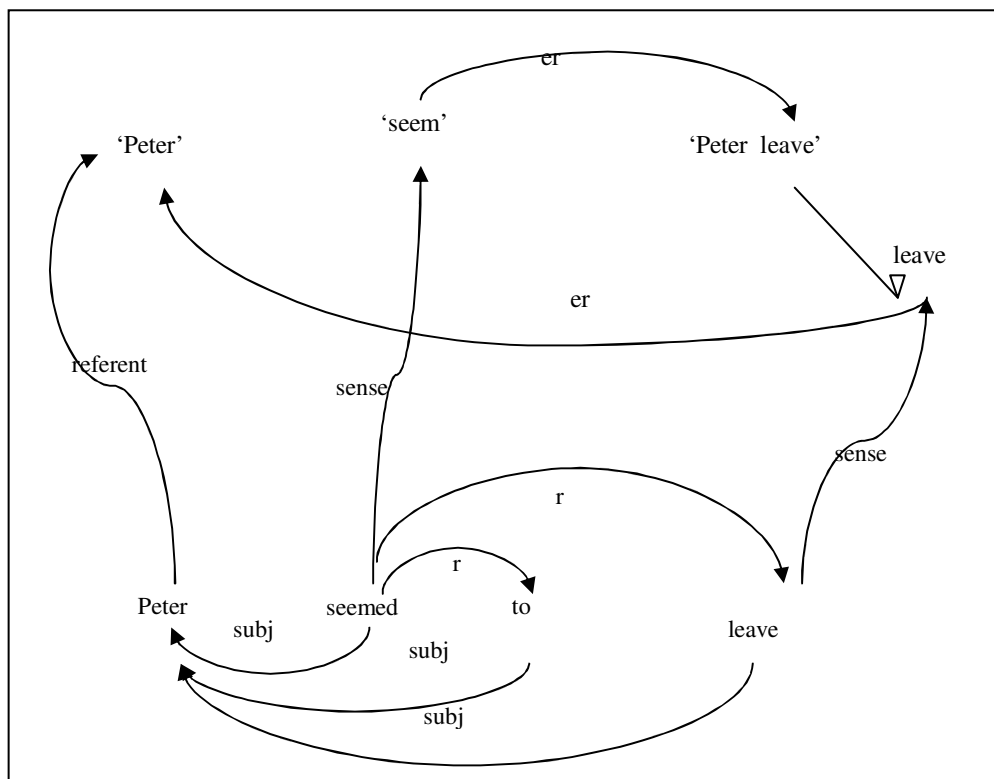 er
‘seem’
‘Peter’
‘Peter leave’
leave
er
referent
sense
sense
r
r
Peter
seemed
to
subj
leave
subj
subj